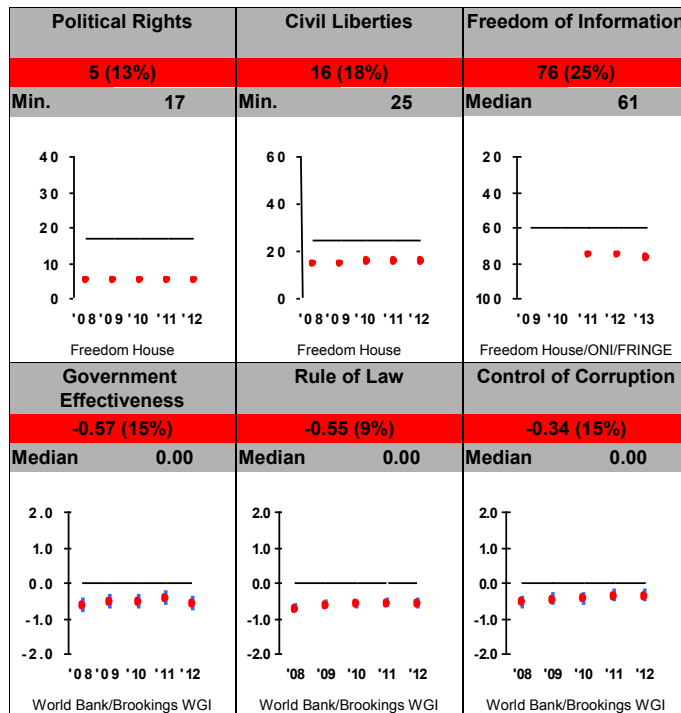 Political Rights Civil Liberties Freedom of Information
5 (13%) 16 (18%) 76 (25%)
Min. 17 Min. 25 Median 61
40 60 20
30 40 40
20 20 60
10 0 80
0 100
'08 '09 '10 '11 '12 '08 '09 '10 '11 '12 '09 '10 '11 '12 '13
Freedom House Freedom House Freedom House/ONI/FRINGE
Government Effectiveness Rule of Law Control of Corruption
-0.57 (15%) -0.55 (9%) -0.34 (15%)
Median 0.00 Median 0.00 Median 0.00
2.0 2.0 2.0
1.0 1.0 1.0
0.0 0.0 0.0
-1.0 -1.0 -1.0
-2.0 -2.0 -2.0
'08 '09 '10 '11 '12 '08 '09 '10 '11 '12 '08 '09 '10 '11 '12
World Bank/Brookings WGI World Bank/Brookings WGI World Bank/Brookings WGI